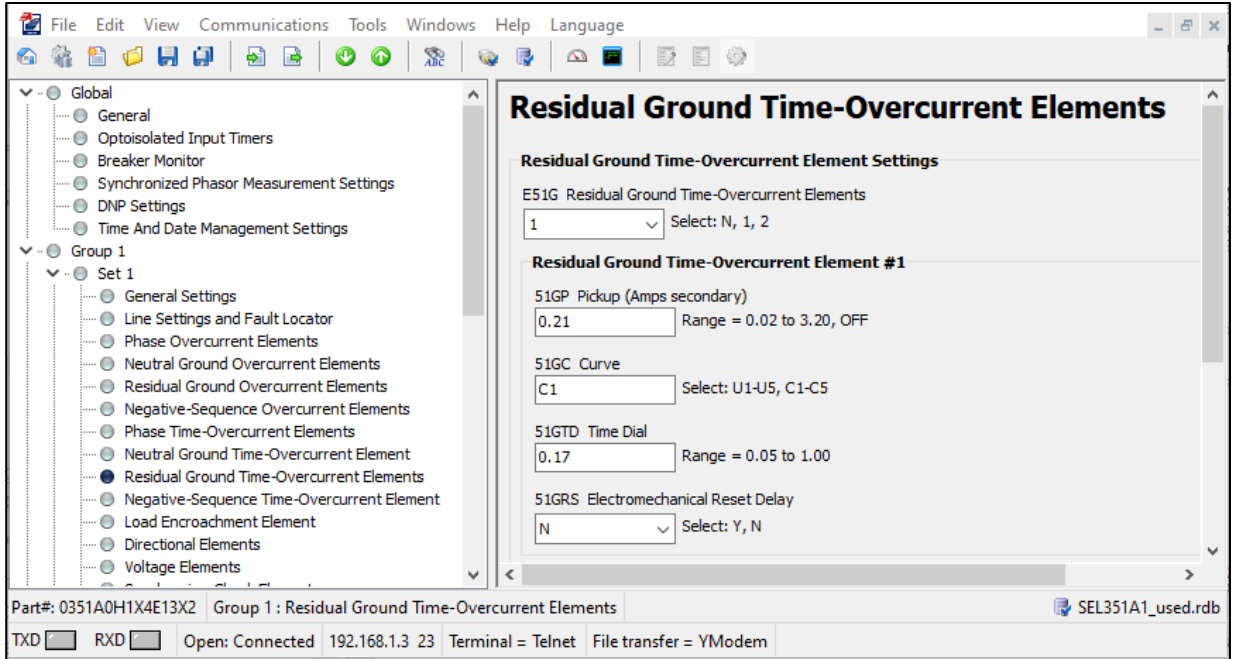 File Edit View Communications Tools Windows Help Language
Global
General
Optoisolated Input Timers
Breaker Monitor
Synchronized Phasor Measurement Settings
DNP Settings
Time And Date Management Settings
Group 1
Set 1
General Settings
Line Settings and Fault Locator
Phase Overcurrent Elements
Neutral Ground Overcurrent Elements
Residual Ground Overcurrent Elements
Negative-Sequence Overcurrent Elements
Phase Time-Overcurrent Elements
Neutral Ground Time-Overcurrent Element
Residual Ground Time-Overcurrent Elements
Negative-Sequence Time-Overcurrent Element
Load Encroachment Element
Directional Elements
Voltage Elements
Residual Ground Time-Overcurrent Elements
Residual Ground Time-Overcurrent Element Settings
E51G Residual Ground Time-Overcurrent Elements
1 Select: N, 1, 2
Residual Ground Time-Overcurrent Element #1
51GP Pickup (Amps secondary)
0.21 Range = 0.02 to 3.20, OFF
51GC Curve
C1 Select: U1-U5, C1-C5
51GTD Time Dial
0.17 Range = 0.05 to 1.00
51GRS Electromechanical Reset Delay
N Select: Y, N
Part#: 0351A0H1X4E13X2 Group 1 : Residual Ground Time-Overcurrent Elements SEL351A1_used.rdb
TXD RXD Open: Connected 192.168.1.3 23 Terminal = Telnet File transfer = YModem